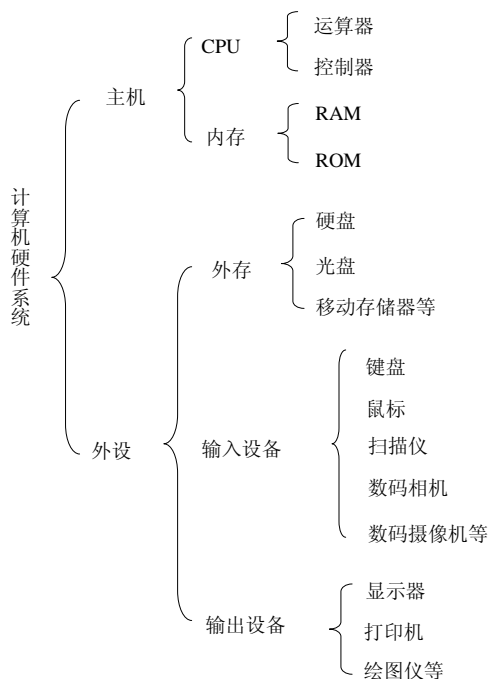 计算机硬件系统
主机
CPU
运算器
控制器
内存
RAM
ROM
外设
外存
硬盘
光盘
移动存储器等
输入设备
键盘
鼠标
扫描仪
数码相机
数码摄像机等
输出设备
显示器
打印机
绘图仪等